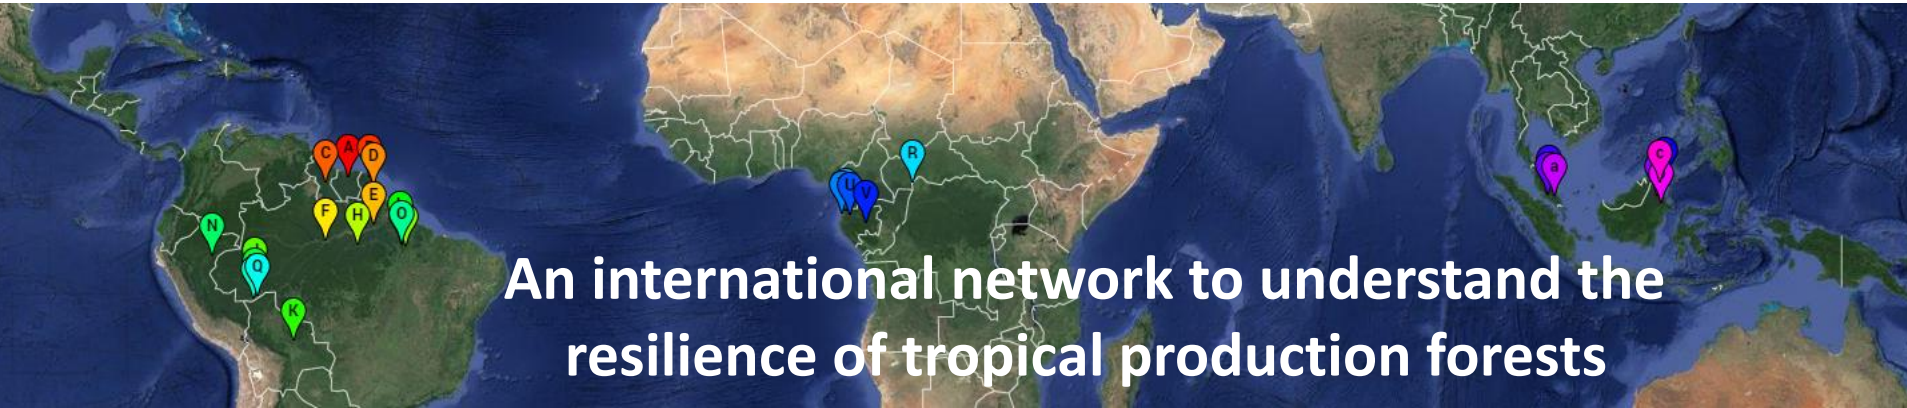 C A D
R
c
a
U V
E
F H O
N
Q
K
An international network to understand the
resilience of tropical production forests